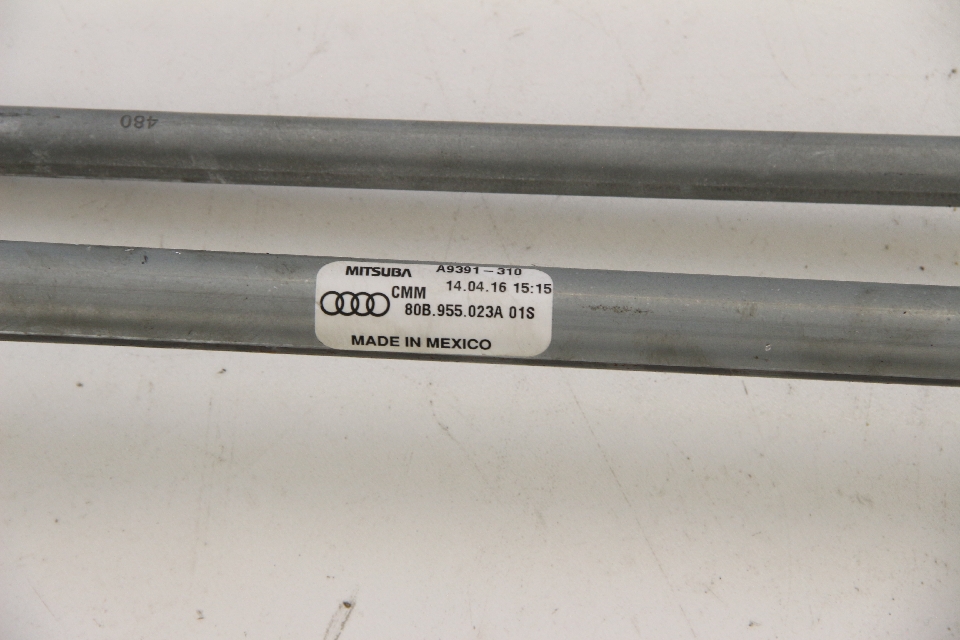 480
MITSUBA A9391-310
CMM 14.04.16 15:15
80B.955.023A 01S
MADE IN MEXICO